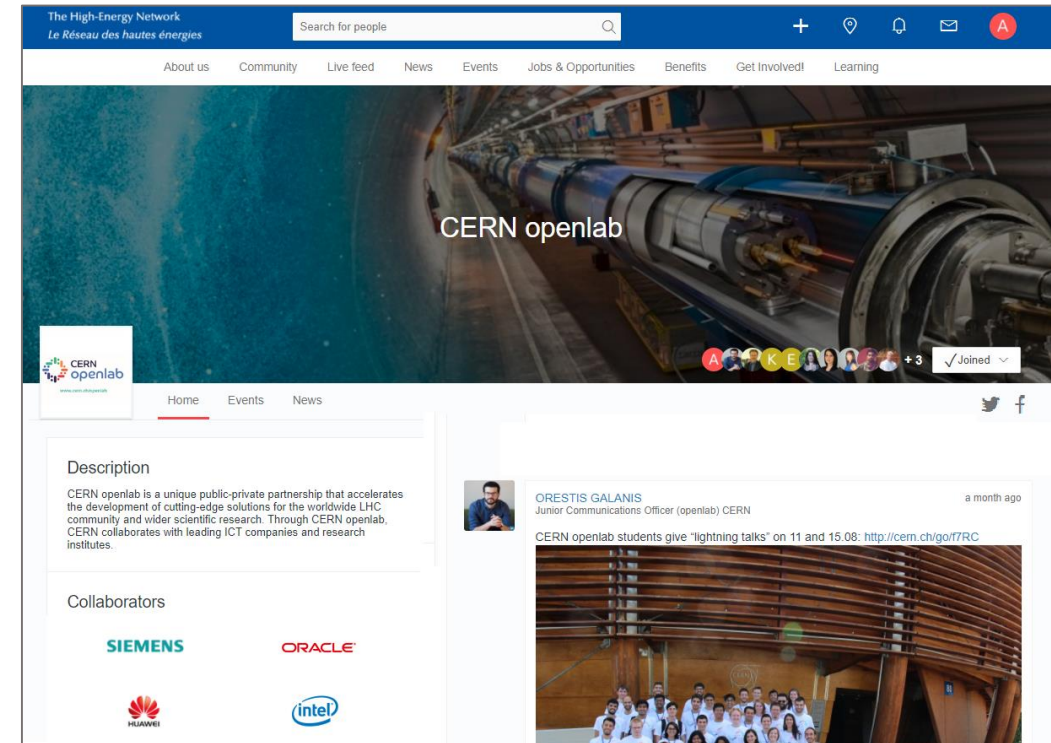 The High-Energy Network
Le Réseau des hautes énergies
Search for people
A
About us Community Live feed News Events Jobs & Opportunities Benefits Get Involved! Learning
CERN openlab
A K E + 3 Joined
CERN
openlab
Home Events News
Description
CERN openlab is a unique public-private partnership that accelerates
the development of cutting-edge solutions for the worldwide LHC
community and wider scientific research. Through CERN openlab,
CERN collaborates with leading ICT companies and research
institutes.
Collaborators
SIEMENS ORACLE
HUAWEI intel
ORESTIS GALANIS a month ago
Junior Communications Officer (openlab) CERN
CERN openlab students give “lightning talks” on 11 and 15.08: http://cern.ch/go/f7RC